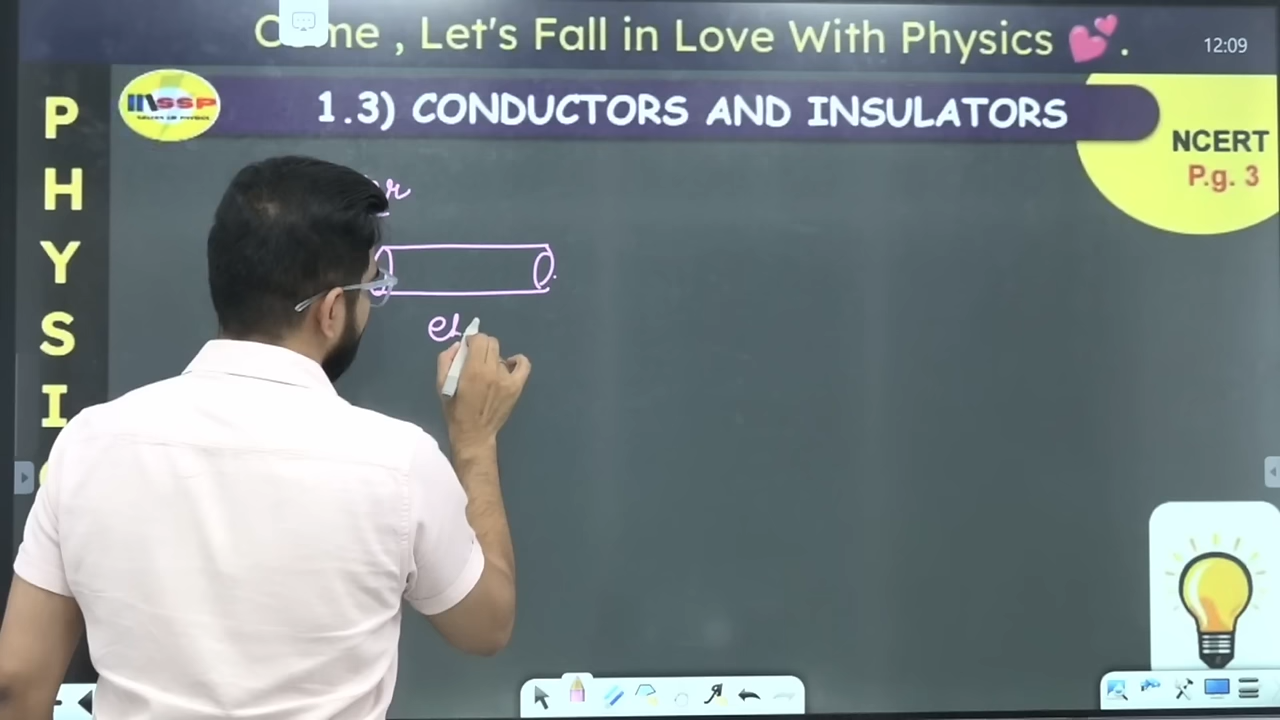 Come , Let's Fall in Love With Physics 💕 .
12:09
SSP
1.3) CONDUCTORS AND INSULATORS
NCERT
P.g. 3
P
H
Y
S
I